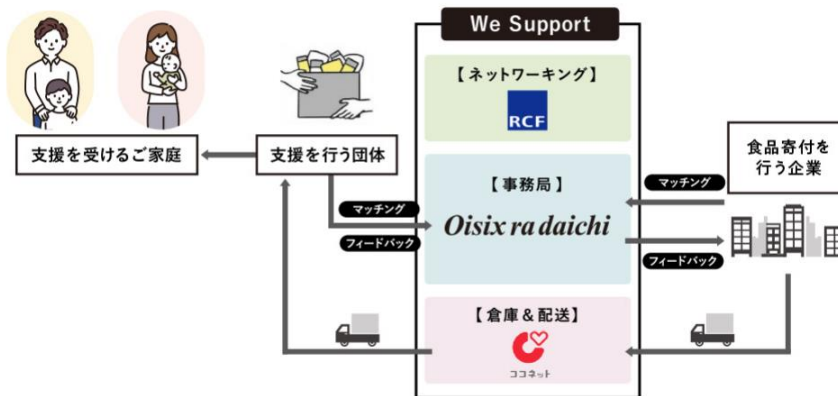 We Support
【ネットワーキング】
RCF
支援を受けるご家庭
支援を行う団体
食品寄付を
行う企業
【事務局】
マッチング
マッチング
Oisix ra daichi
フィードバック
フィードバック
【倉庫＆配送】
ココネット